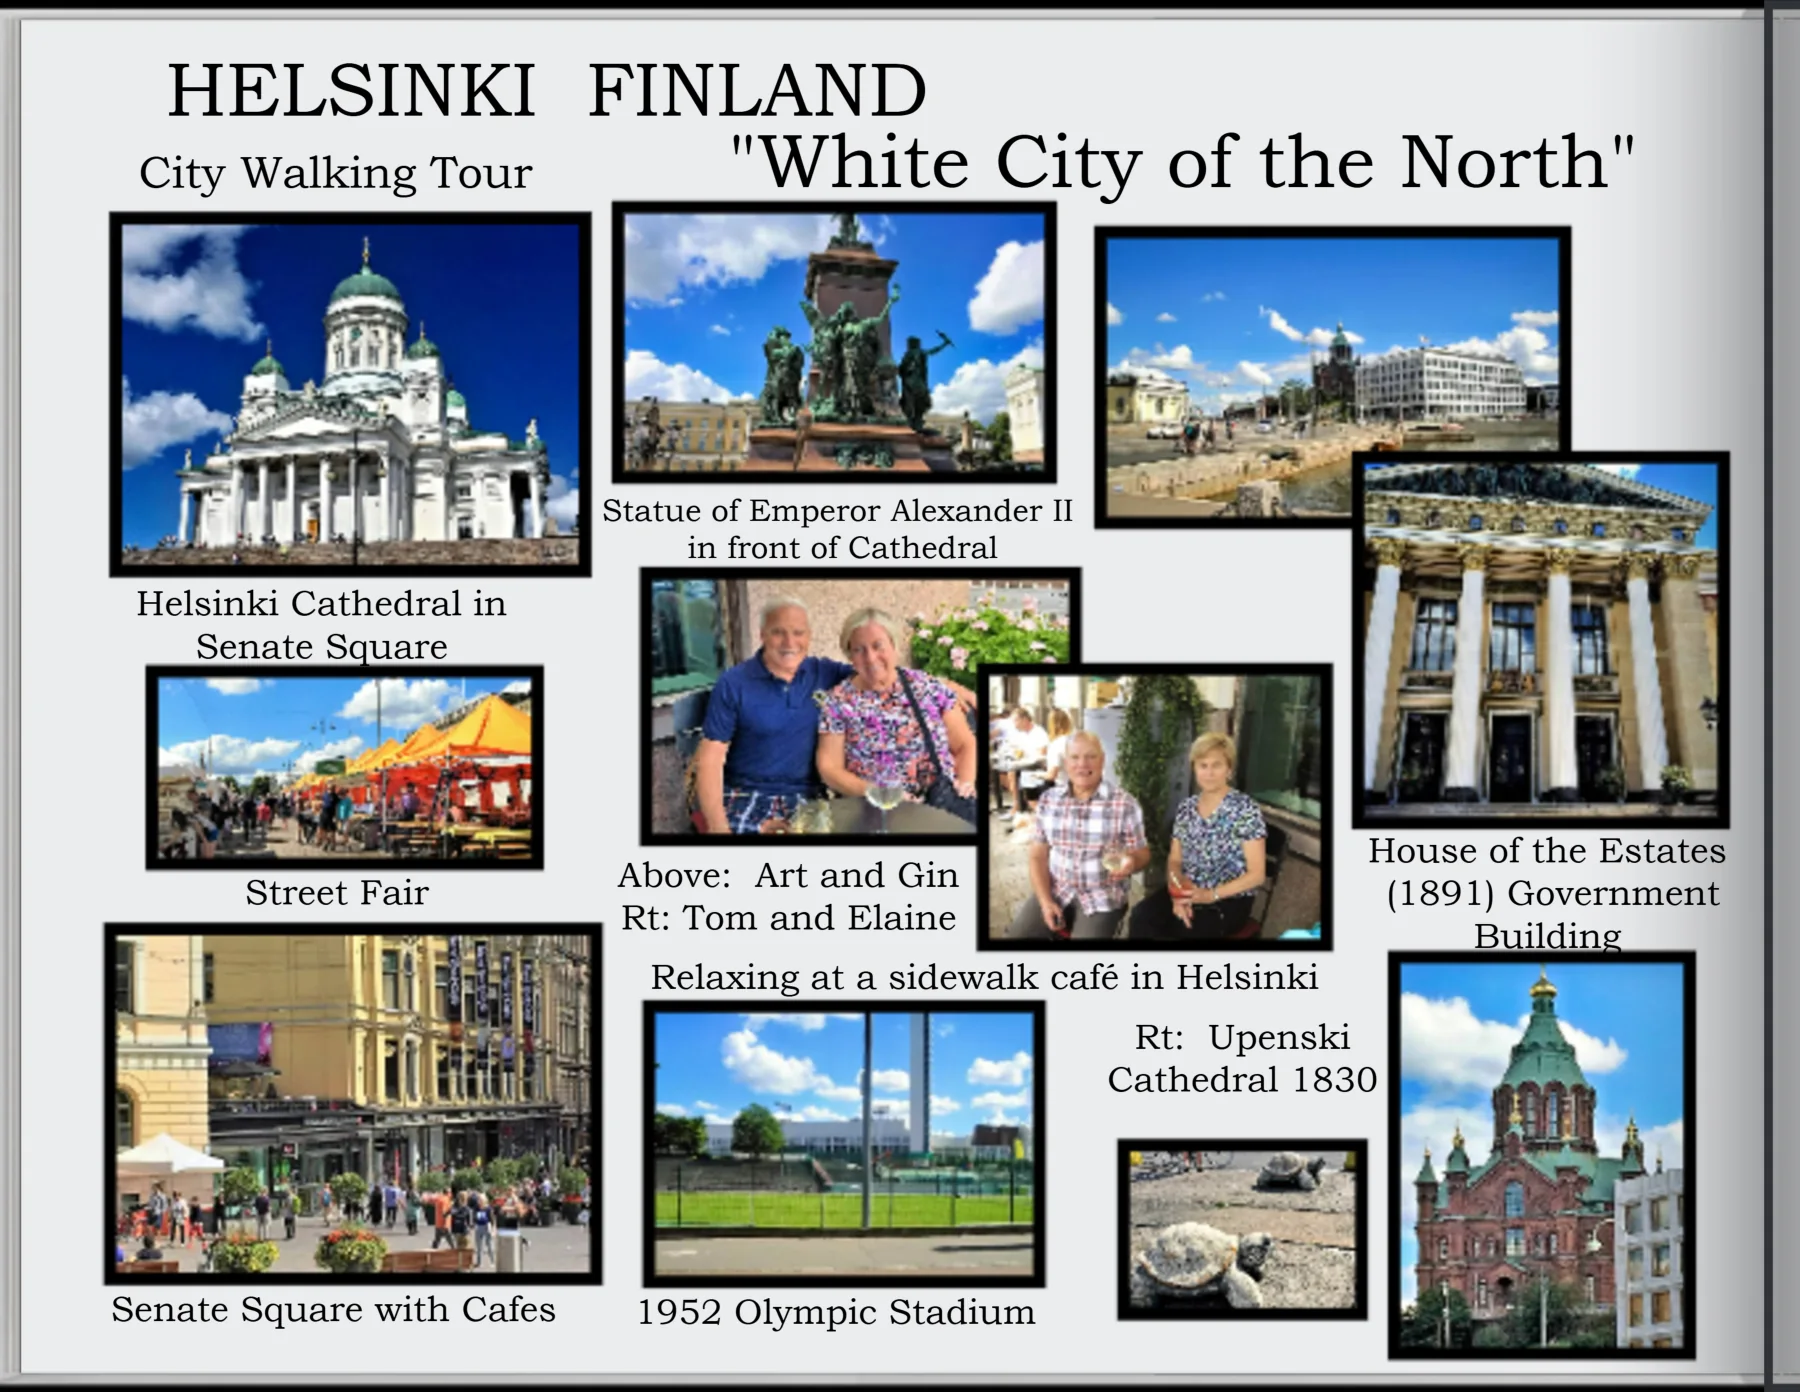 HELSINKI FINLAND
"White City of the North"
City Walking Tour
Statue of Emperor Alexander II
in front of Cathedral
Helsinki Cathedral in
Senate Square
Street Fair
Above: Art and Gin
Rt: Tom and Elaine
Relaxing at a sidewalk café in Helsinki
House of the Estates
(1891) Government
Building
Rt: Upenski
Cathedral 1830
Senate Square with Cafes
1952 Olympic Stadium